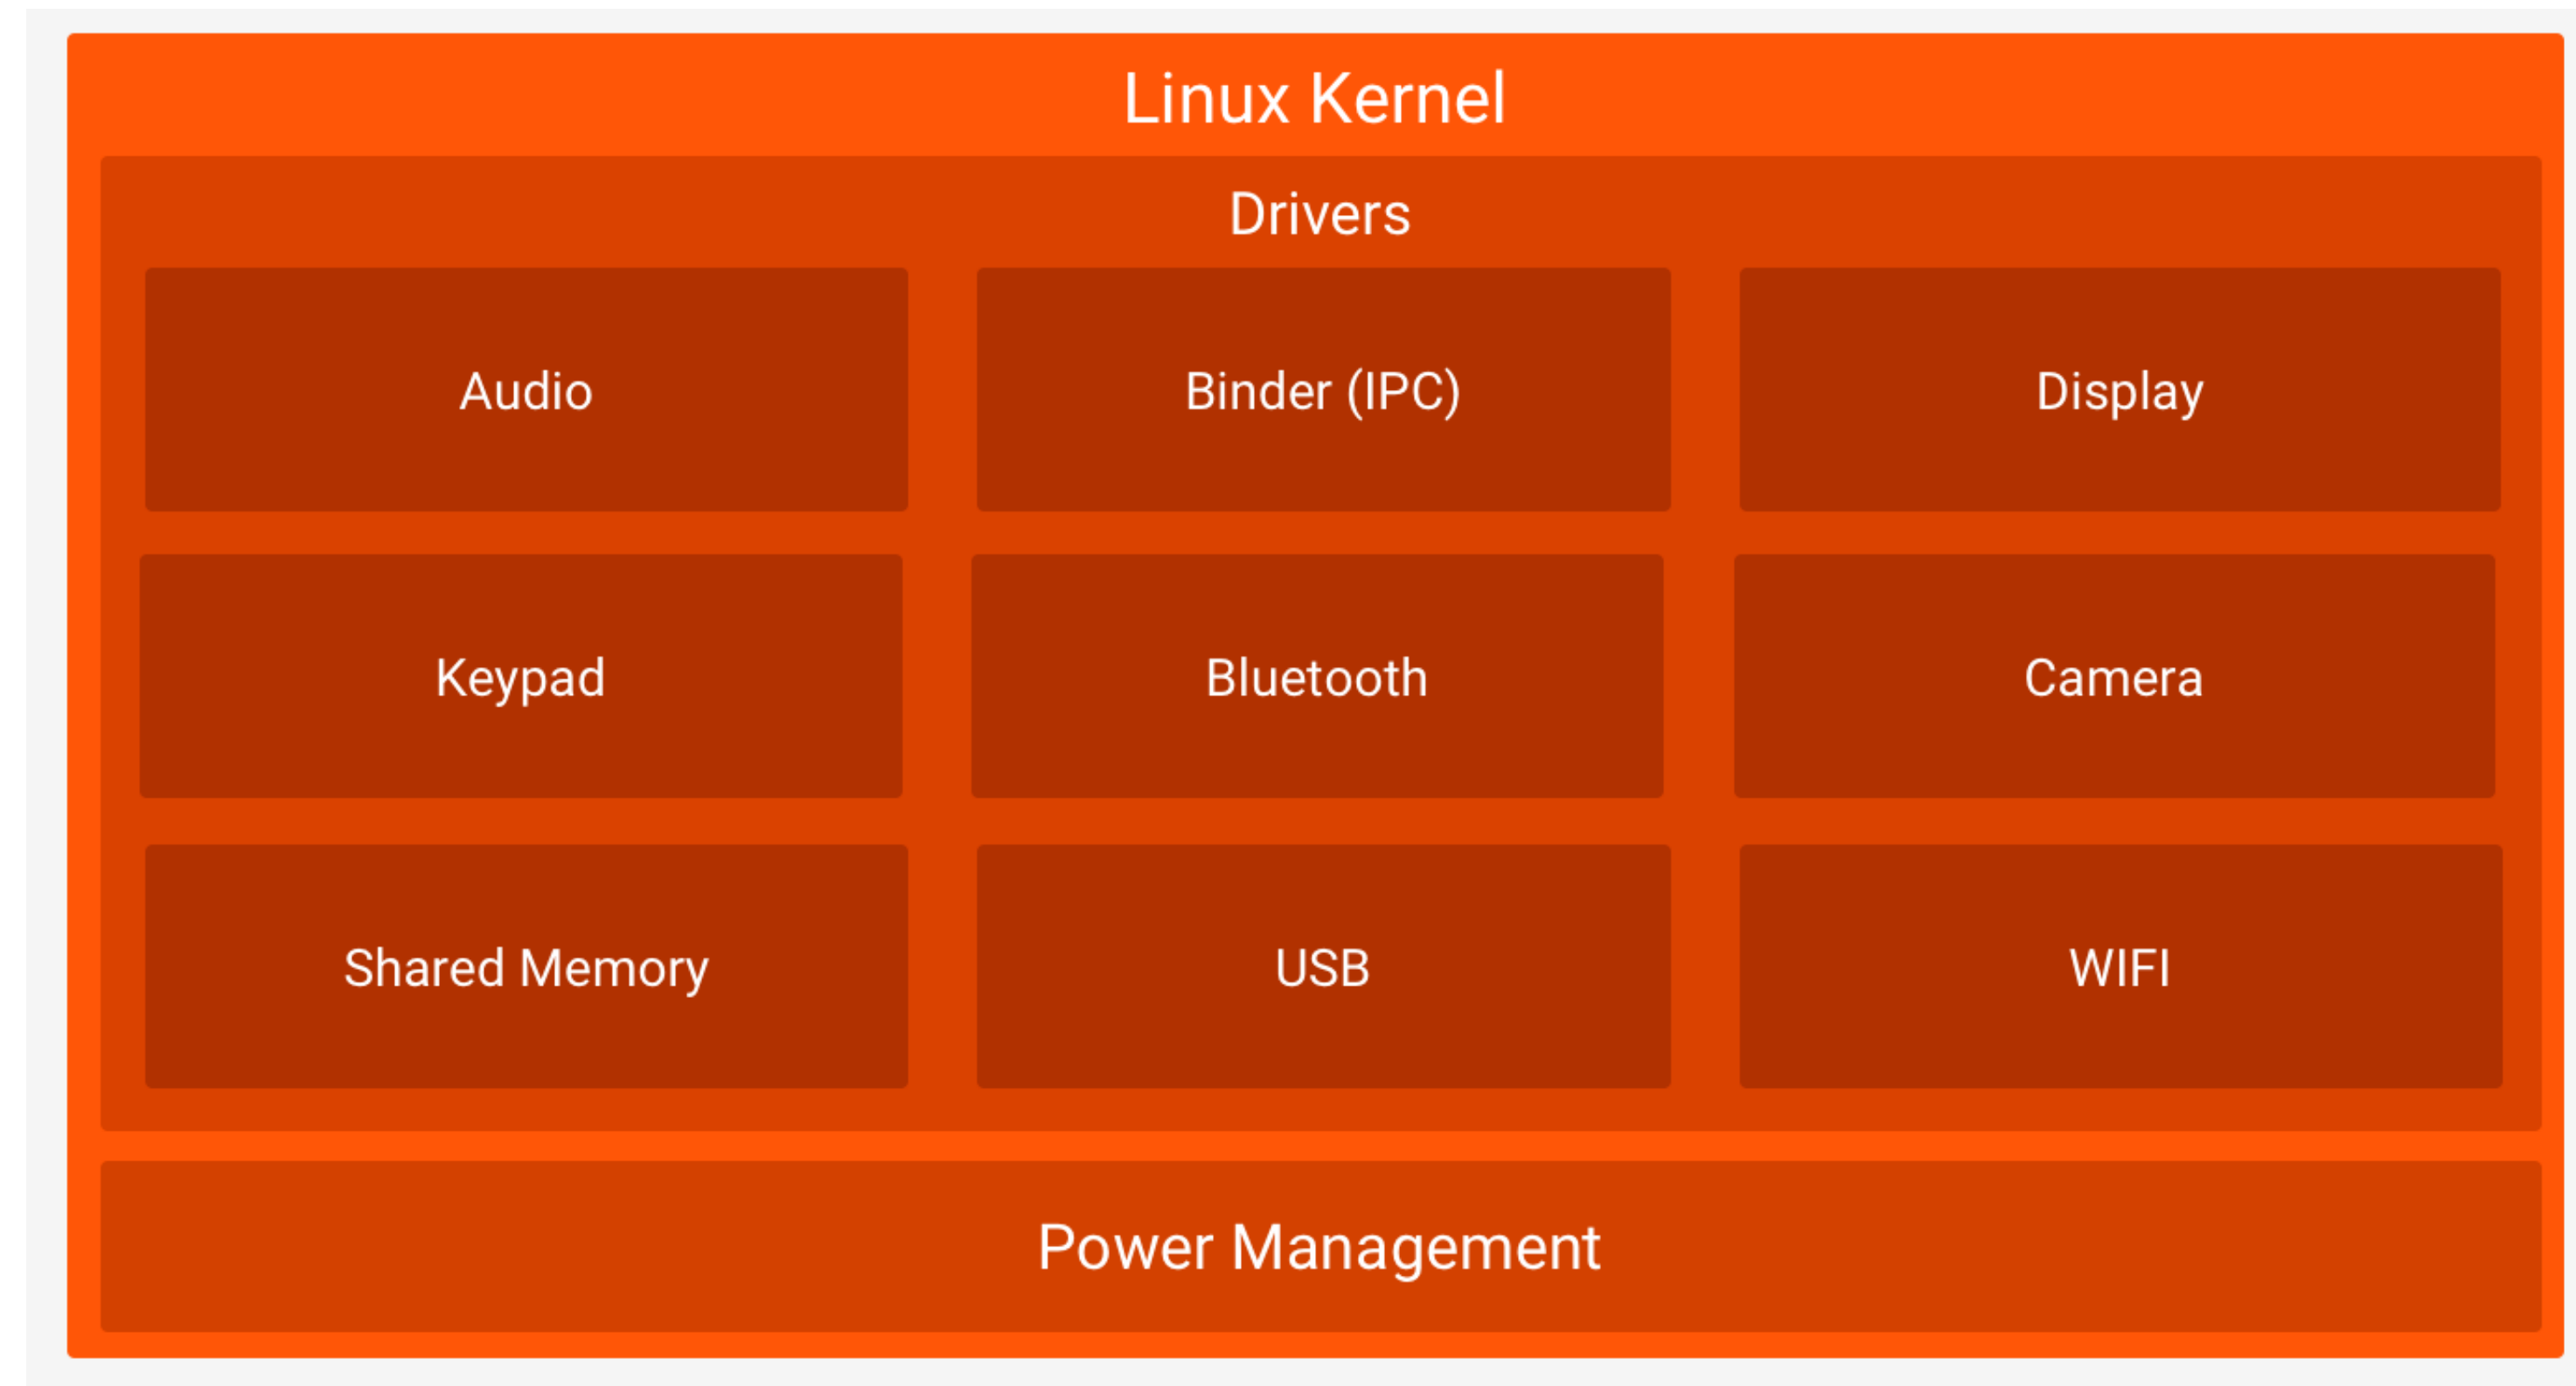 Linux Kernel
Drivers
Audio
Binder (IPC)
Display
Keypad
Bluetooth
Camera
Shared Memory
USB
WIFI
Power Management